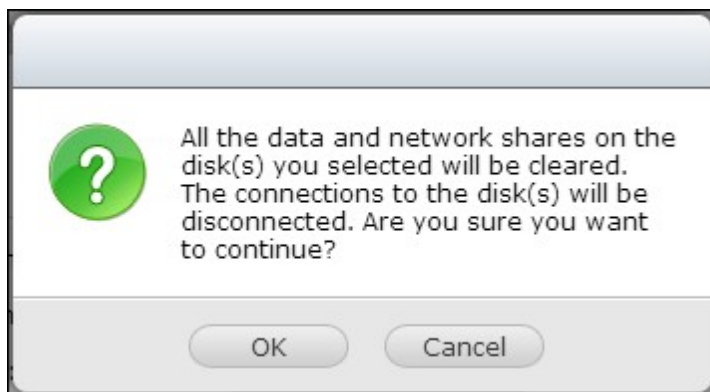 All the data and network shares on the
disk(s) you selected will be cleared.
The connections to the disk(s) will be
disconnected. Are you sure you want
to continue?
OK
Cancel